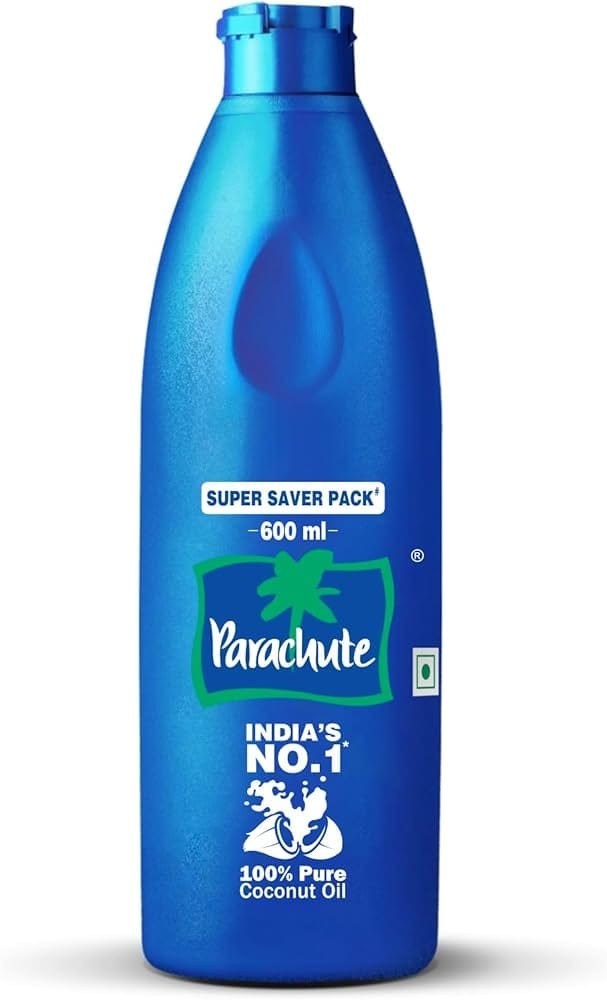 SUPER SAVER PACK#
-600 ml-
®
Parachute
INDIA'S
NO.1*
100% Pure
Coconut Oil